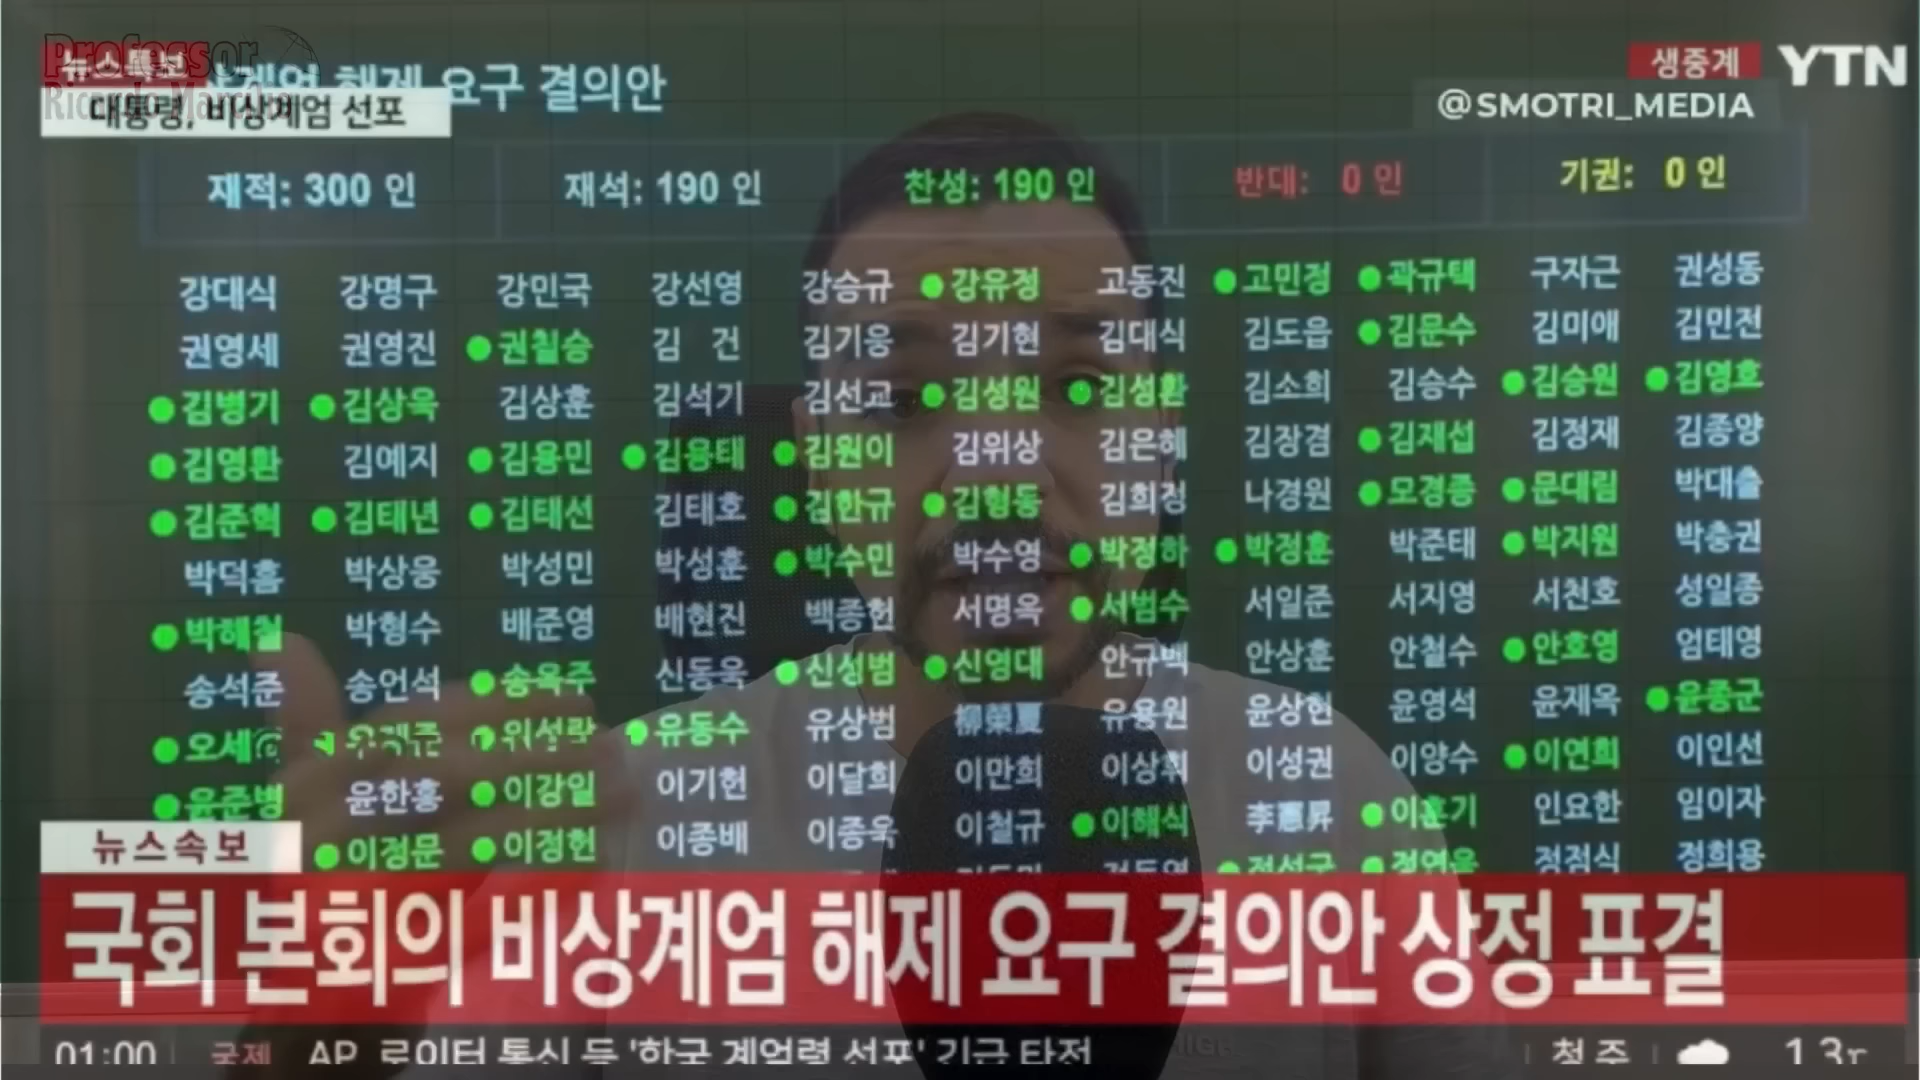 Professor
뉴스특보
계엄 해제 요구 결의안
생중계 YTN
대통령, 비상계엄 선포
@SMOTRI_MEDIA
재적: 300 인 재석: 190 인 찬성: 190 인 반대: 0 인 기권: 0 인
강대식 강명구 강민국 강선영 강승규 강유정 고동진 고민정 곽규택 구자근 권성동
권영세 권영진 권칠승 김 건 김기웅 김기현 김대식 김도읍 김문수 김미애 김민전
김병기 김상욱 김상훈 김석기 김선교 김성원 김성환 김소희 김승수 김승원 김영호
김영환 김예지 김용민 김용태 김원이 김위상 김은혜 김장겸 김재섭 김정재 김종양
김준혁 김태년 김태선 김태호 김한규 김형동 김희정 나경원 모경종 문대림 박대출
박덕흠 박상웅 박성민 박성훈 박수민 박수영 박정하 박정훈 박준태 박지원 박충권
박해철 박형수 배준영 배현진 백종헌 서명옥 서범수 서일준 서지영 서천호 성일종
송석준 송언석 송옥주 신동욱 신성범 신영대 안규백 안상훈 안철수 안호영 엄태영
위성락 유동수 유상범 柳榮夏 유용원 윤상현 윤영석 윤재옥 윤종군
윤준병 윤한홍 이강일 이기헌 이달희 이만희 이상휘 이성권 이양수 이연희 이인선
이정문 이정헌 이종배 이종욱 이철규 이해식 李憲昇 이훈기 인요한 임이자
정점식 정희용
뉴스속보
국회 본회의 비상계엄 해제 요구 결의안 상정 표결
01:00 국제 AP 로이터 통신 등 '한국 계엄령 선포' 긴급 타전 청주 13℃